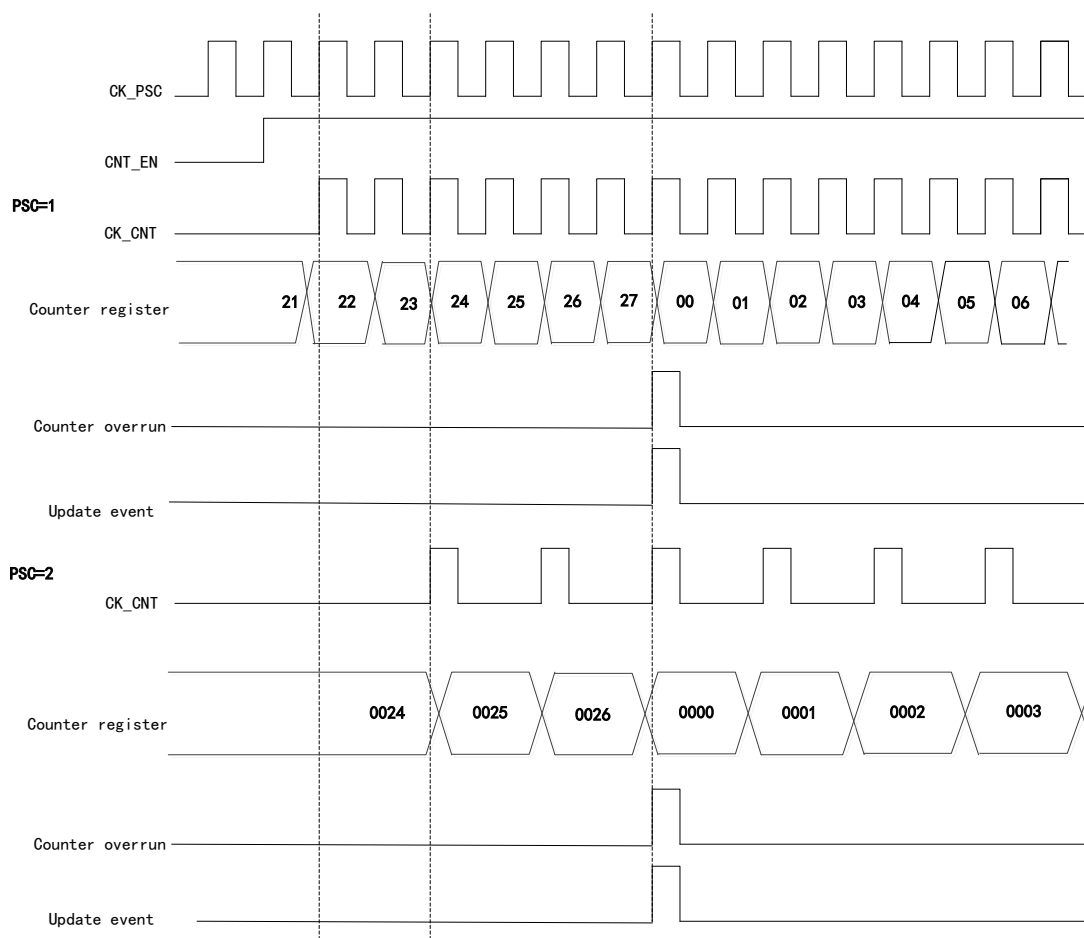 CK_PSC
CNT_EN
PSC=1
CK_CNT
Counter register 21 22 23 24 25 26 27 00 01 02 03 04 05 06
Counter overrun
Update event
PSC=2
CK_CNT
Counter register 0024 0025 0026 0000 0001 0002 0003
Counter overrun
Update event